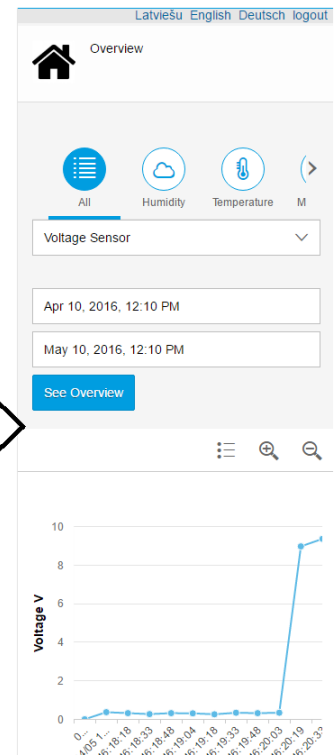 Latviešu English Deutsch logout
Overview
All Humidity Temperature M
Voltage Sensor
Apr 10, 2016, 12:10 PM
May 10, 2016, 12:10 PM
See Overview
10
8
6
4
2
0
Voltage V